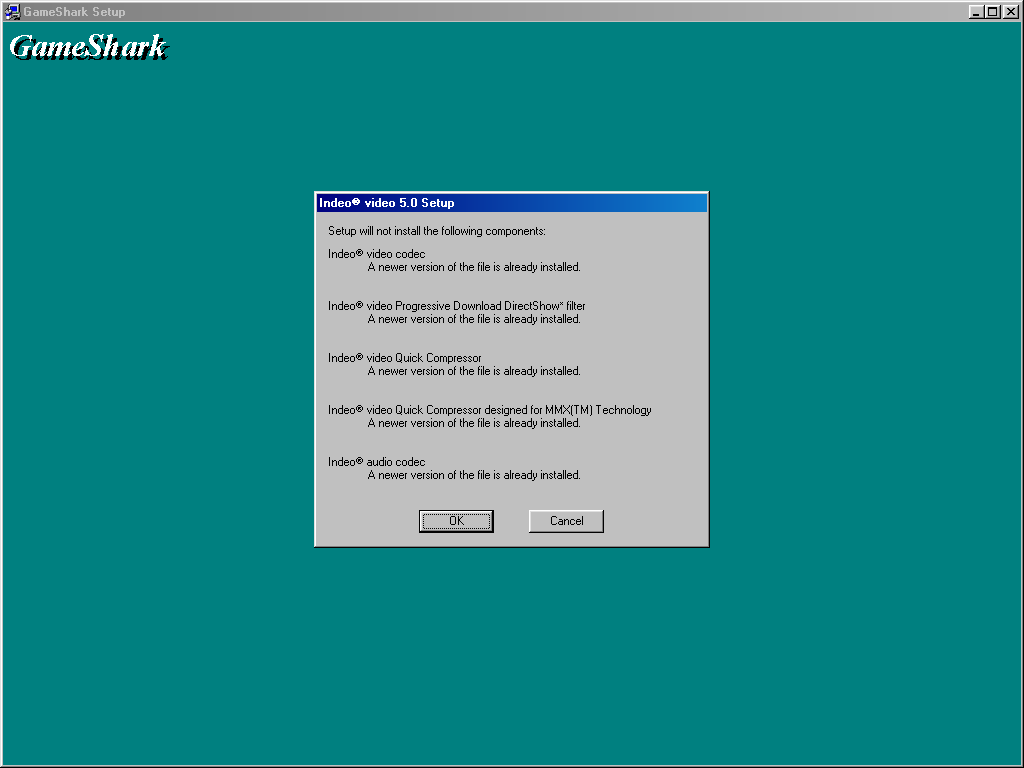 GameShark Setup
GameShark
Indeo® video 5.0 Setup
Setup will not install the following components:
Indeo® video codec
A newer version of the file is already installed.
Indeo® video Progressive Download DirectShow* filter
A newer version of the file is already installed.
Indeo® video Quick Compressor
A newer version of the file is already installed.
Indeo® video Quick Compressor designed for MMX(TM) Technology
A newer version of the file is already installed.
Indeo® audio codec
A newer version of the file is already installed.
OK Cancel